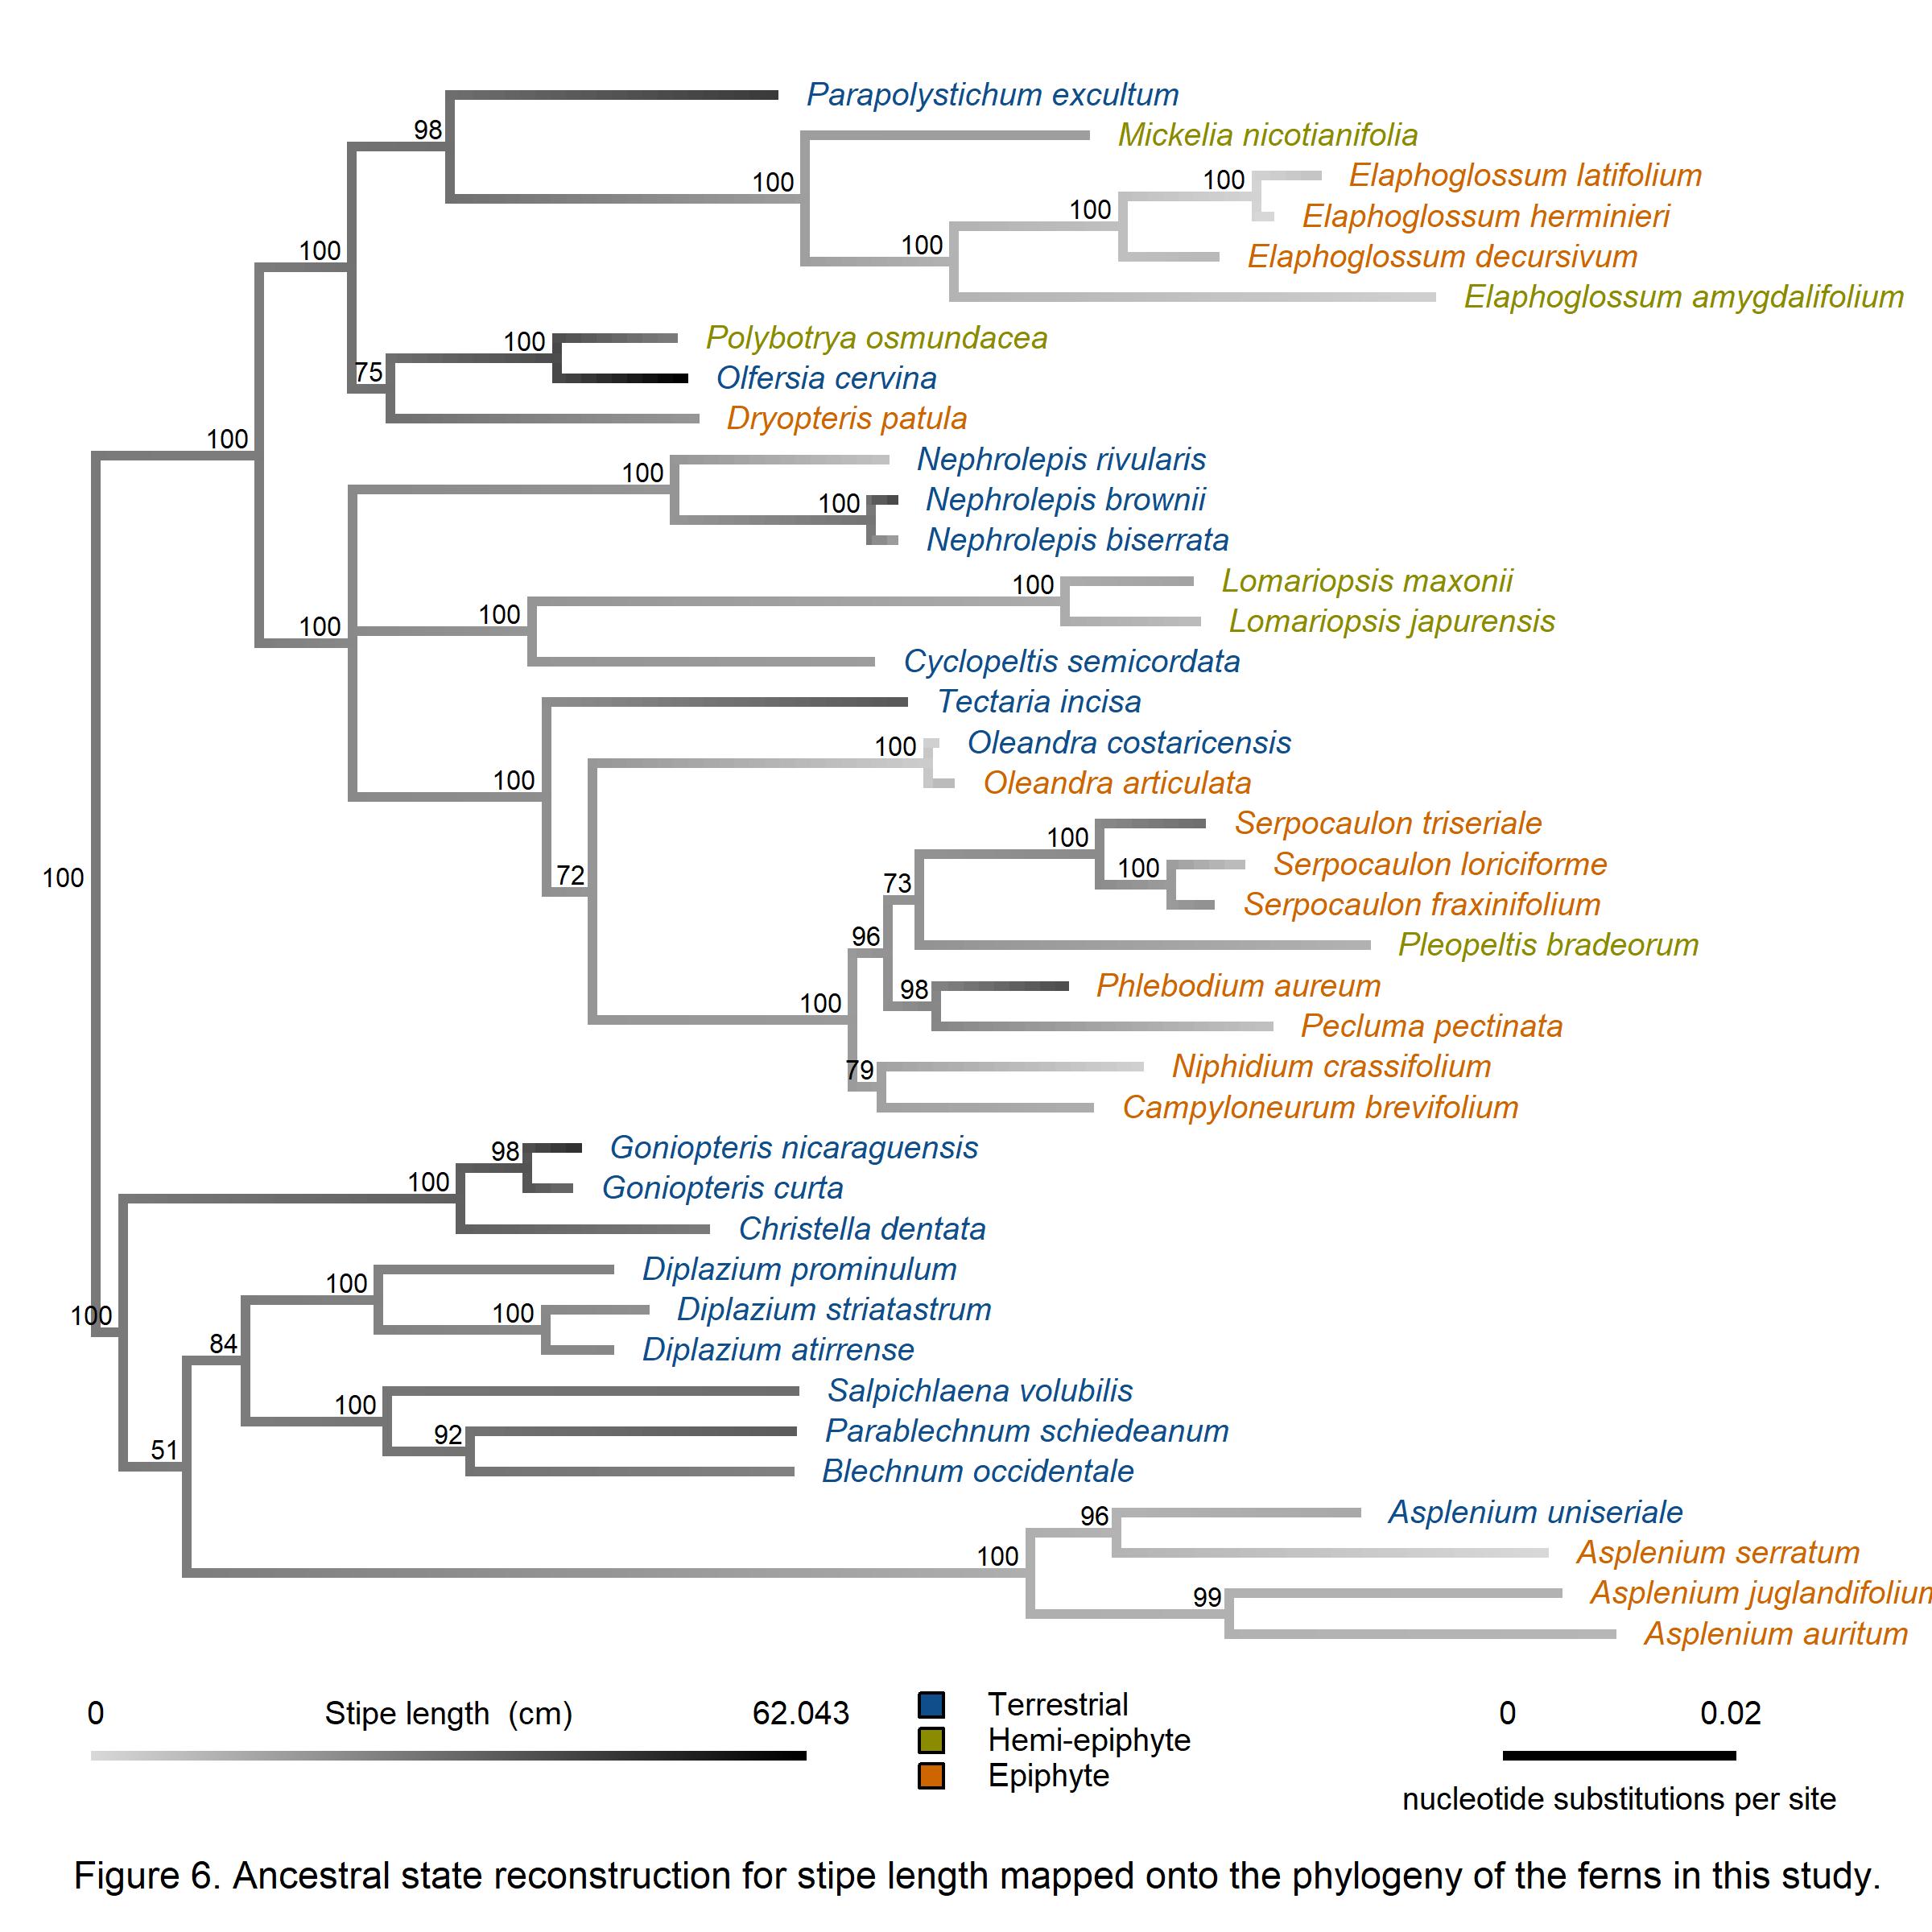 Parapolystichum excultum
98
Mickelia nicotianifolia
100
Elaphoglossum latifolium
100
Elaphoglossum herminieri
100
Elaphoglossum decursivum
100
100
Elaphoglossum amygdalifolium
Polybotrya osmundacea
100
Olfersia cervina
75
Dryopteris patula
100
Nephrolepis rivularis
100
Nephrolepis brownii
100
Nephrolepis biserrata
Lomariopsis maxonii
100
100
Lomariopsis japurensis
100
Cyclopeltis semicordata
Tectaria incisa
Oleandra costaricensis
100
100
Oleandra articulata
Serpocaulon triseriale
100
Serpocaulon loriciforme
100
72
73
100
Serpocaulon fraxinifolium
96
Pleopeltis bradeorum
Phlebodium aureum
98
100
Pecluma pectinata
Niphidium crassifolium
79
Campyloneurum brevifolium
Goniopteris nicaraguensis
98
100
Goniopteris curta
Christella dentata
Diplazium prominulum
100
Diplazium striatastrum
100
100
84
Diplazium atirrense
Salpichlaena volubilis
100
Parablechnum schiedeanum
92
51
Blechnum occidentale
Asplenium uniseriale
96
Asplenium serratum
100
Asplenium juglandifolium
99
Asplenium auritum
0 Stipe length (cm) 62.043
Terrestrial
Hemi-epiphyte
Epiphyte
0 0.02
nucleotide substitutions per site
Figure 6. Ancestral state reconstruction for stipe length mapped onto the phylogeny of the ferns in this study.